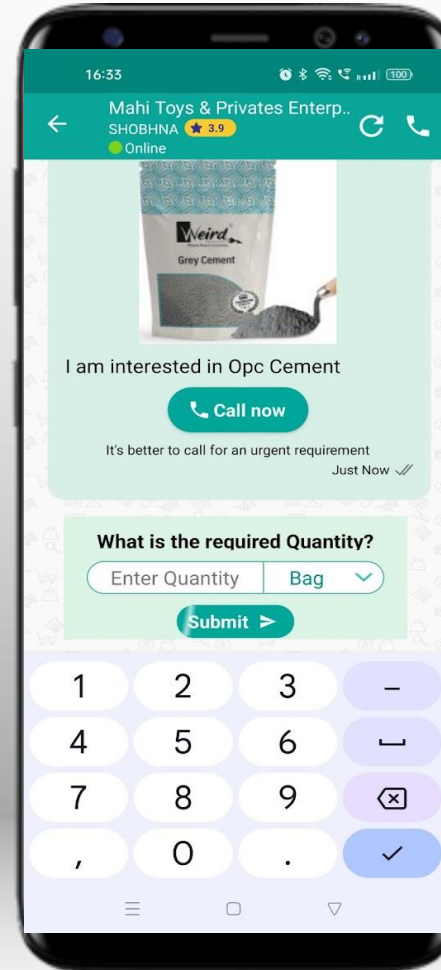 16:33
R
100
Mahi Toys & Privates Enterp..
SHOBHNA ★ 3.9
Online
Weird
Grey Cement
I am interested in Opc Cement
Call now
It's better to call for an urgent requirement
Just Now
What is the required Quantity?
Enter Quantity Bag
Submit
1 2 3 –
4 5 6
7 8 9
, 0 .